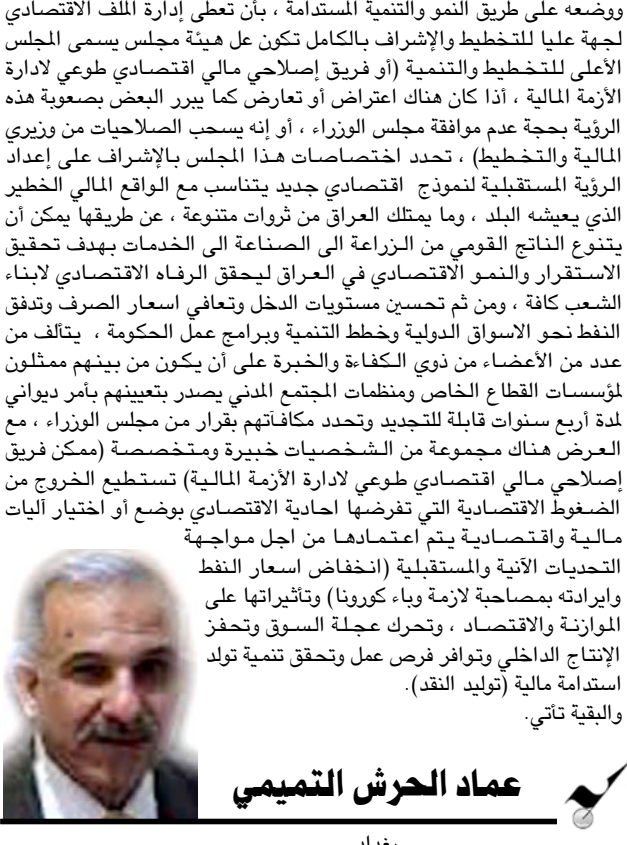 ووضعه على طريق النمو والتنمية المستدامة ، بأن تعطى إدارة الملف الاقتصادي
لجهة عليا للتخطيط والإشراف بالكامل تكون عل هيئة مجلس يسمى المجلس
الأعلى للتخطيط والتنمية (أو فريق إصلاحي مالي اقتصادي طوعي لادارة
الأزمة المالية ، أذا كان هناك اعتراض أو تعارض كما يبرر البعض بصعوبة هذه
الرؤية بحجة عدم موافقة مجلس الوزراء ، أو إنه يسحب الصلاحيات من وزيري
المالية والتخطيط) ، تحدد اختصاصات هذا المجلس بالإشراف على إعداد
الرؤية المستقبلية لنموذج اقتصادي جديد يتناسب مع الواقع المالي الخطير
الذي يعيشه البلد ، وما يمتلك العراق من ثروات متنوعة ، عن طريقها يمكن أن
يتنوع الناتج القومي من الزراعة الى الصناعة الى الخدمات بهدف تحقيق
الاستقرار والنمو الاقتصادي في العراق ليحقق الرفاه الاقتصادي لابناء
الشعب كافة ، ومن ثم تحسين مستويات الدخل وتعافي اسعار الصرف وتدفق
النفط نحو الاسواق الدولية وخطط التنمية وبرامج عمل الحكومة ، يتألف من
عدد من الأعضاء من ذوي الكفاءة والخبرة على أن يكون من بينهم ممثلون
لمؤسسات القطاع الخاص ومنظمات المجتمع المدني يصدر بتعيينهم بأمر ديواني
لمدة أربع سنوات قابلة للتجديد وتحدد مكافآتهم بقرار من مجلس الوزراء ، مع
العرض هناك مجموعة من الشخصيات خبيرة ومتخصصة (ممكن فريق
إصلاحي مالي اقتصادي طوعي لادارة الأزمة المالية) تستطيع الخروج من
الضغوط الاقتصادية التي تفرضها احادية الاقتصادي بوضع أو اختيار آليات
مالية واقتصادية يتم اعتمادها من اجل مواجهة
التحديات الآنية والمستقبلية (انخفاض اسعار النفط
وايرادته بمصاحبة لازمة وباء كورونا) وتأثيراتها على
الموازنة والاقتصاد ، وتحرك عجلة السوق وتحفز
الإنتاج الداخلي وتوافر فرص عمل وتحقق تنمية تولد
استدامة مالية (توليد النقد).
والبقية تأتي.
عماد الحرش التميمي
بغداد